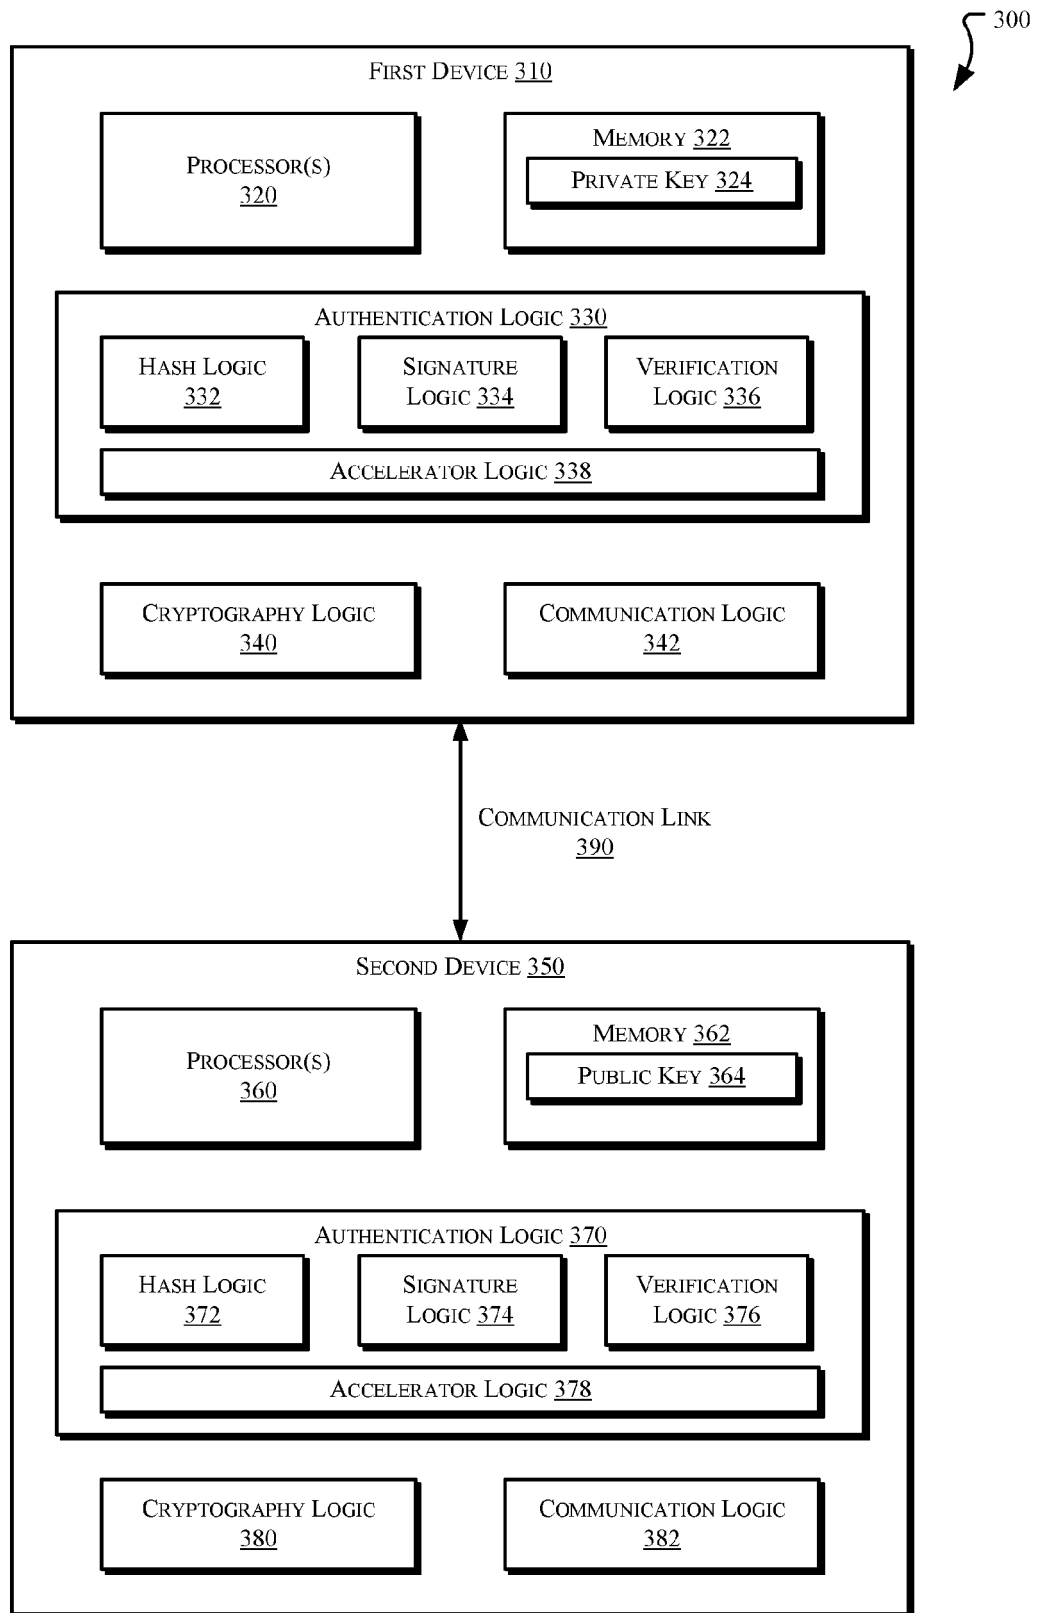 300
FIRST DEVICE 310
PROCESSOR(S)
320
MEMORY 322
PRIVATE KEY 324
AUTHENTICATION LOGIC 330
HASH LOGIC
332
SIGNATURE
LOGIC 334
VERIFICATION
LOGIC 336
ACCELERATOR LOGIC 338
CRYPTOGRAPHY LOGIC
340
COMMUNICATION LOGIC
342
COMMUNICATION LINK
390
SECOND DEVICE 350
PROCESSOR(S)
360
MEMORY 362
PUBLIC KEY 364
AUTHENTICATION LOGIC 370
HASH LOGIC
372
SIGNATURE
LOGIC 374
VERIFICATION
LOGIC 376
ACCELERATOR LOGIC 378
CRYPTOGRAPHY LOGIC
380
COMMUNICATION LOGIC
382